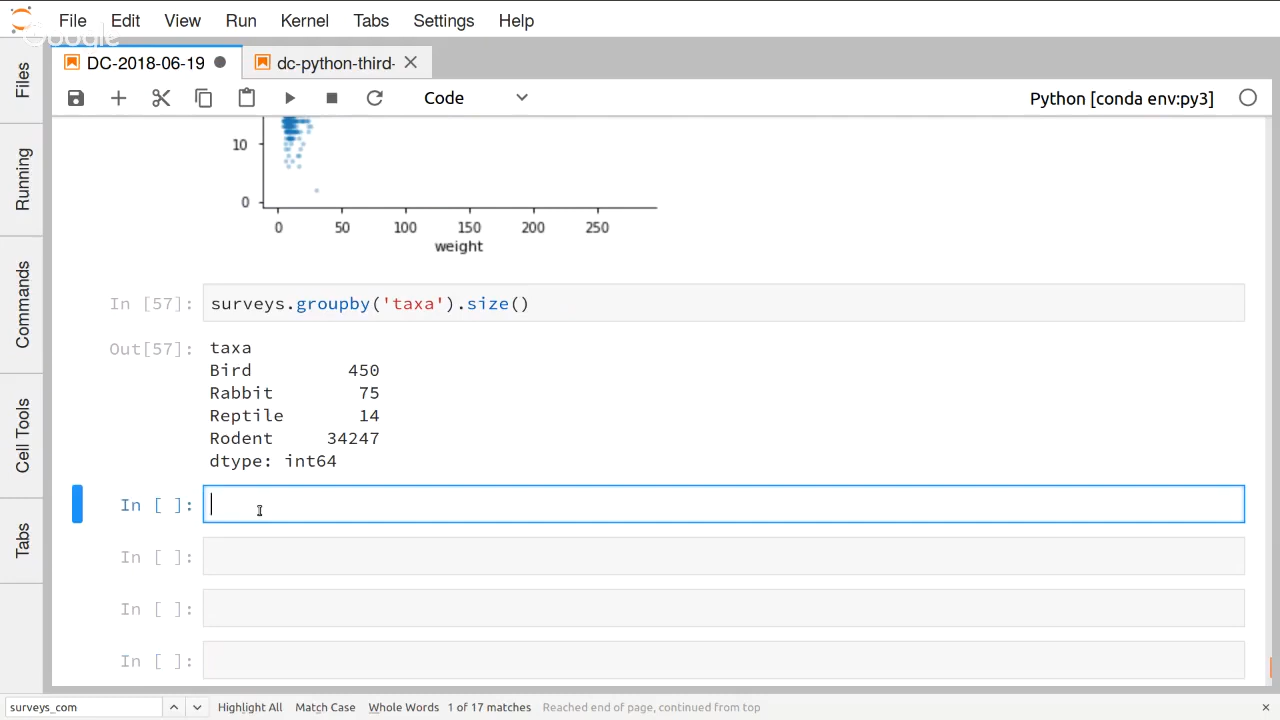 File Edit View Run Kernel Tabs Settings Help
Google
DC-2018-06-19 dc-python-third-
Code Python [conda env:py3]
Files
Running
Commands
Cell Tools
Tabs
10
0
0 50 100 150 200 250
weight
In [57]: surveys.groupby('taxa').size()
Out[57]: taxa
Bird 450
Rabbit 75
Reptile 14
Rodent 34247
dtype: int64
In [ ]:
In [ ]:
In [ ]:
In [ ]:
surveys_com Highlight All Match Case Whole Words 1 of 17 matches Reached end of page, continued from top